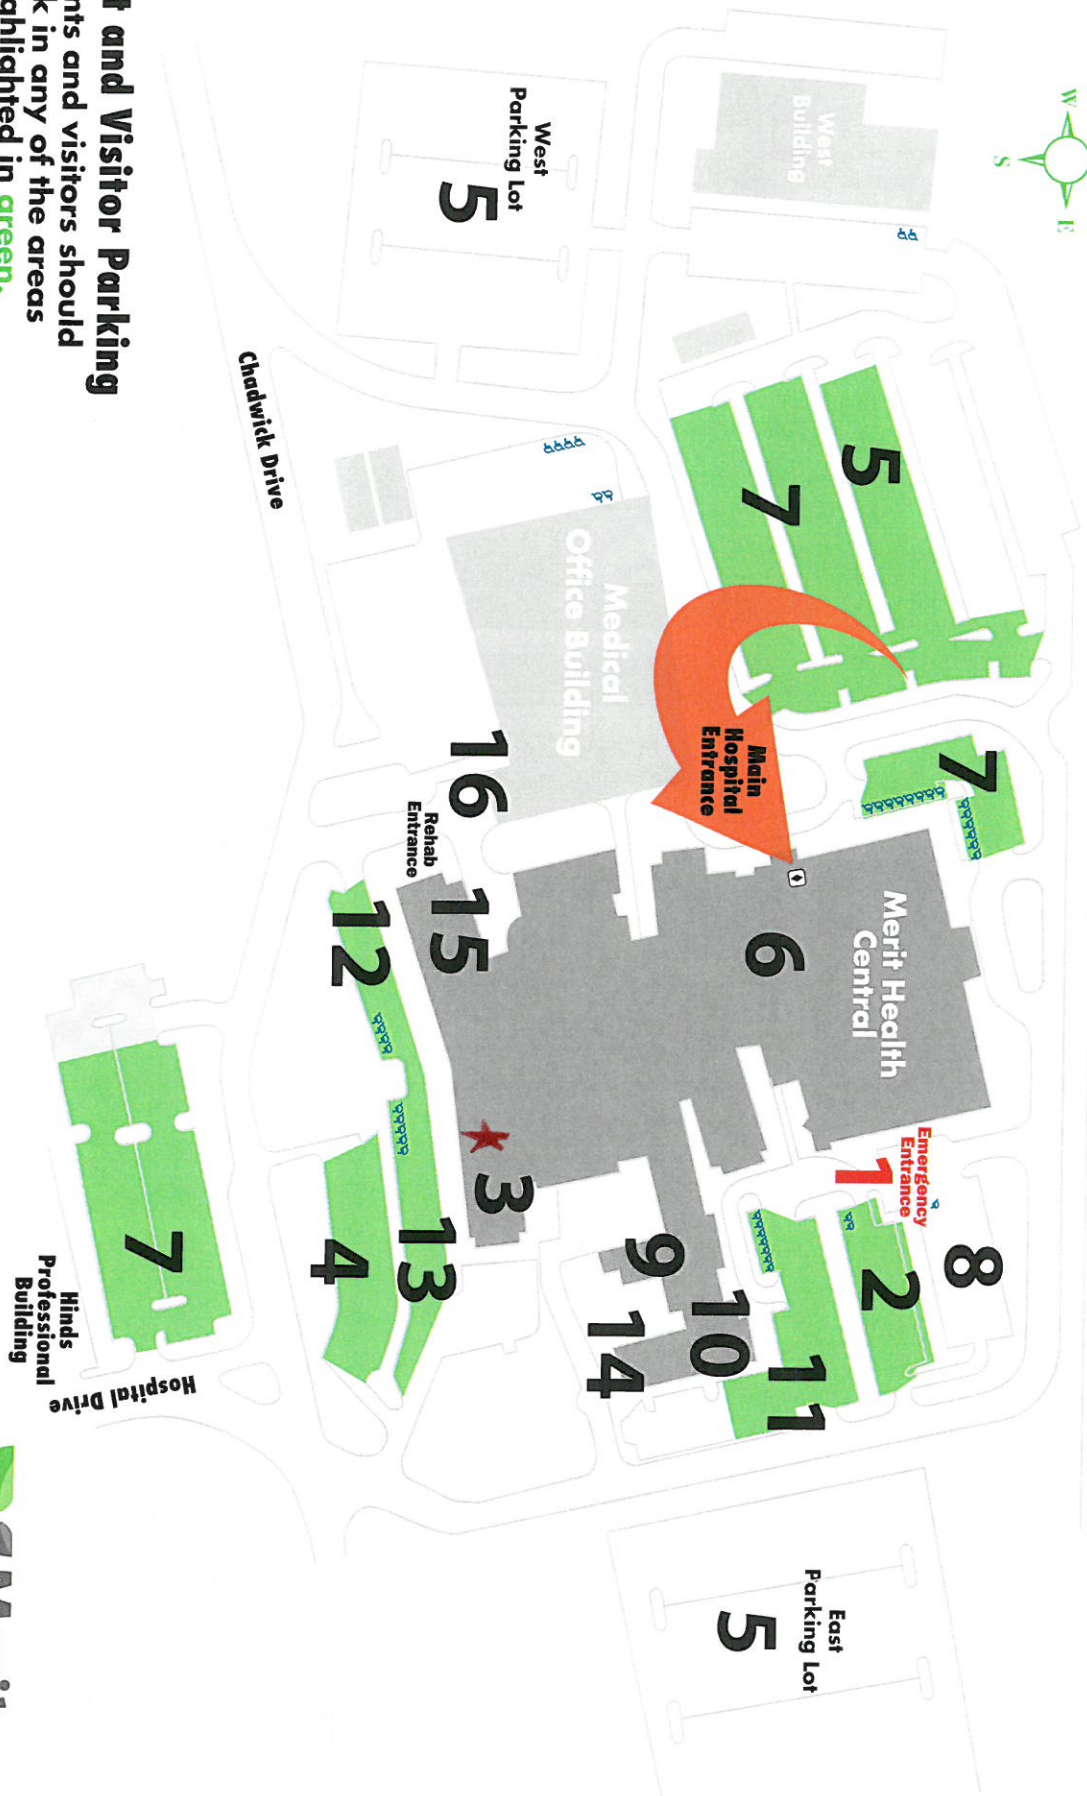 W
E
S
West
Building
West
Parking Lot
5
5
7
7
Chadwick Drive
Medical
Office Building
Main
Hospital
Entrance
16
Rehab
Entrance
15
12
6
Merit Health
Central
Emergency
Entrance
1
8
2
3
9
10
11
14
13
4
7
Hinds
Professional
Building
Hospital Drive
East
Parking Lot
5
and Visitor Parking
and visitors should
in any of the areas
in green.